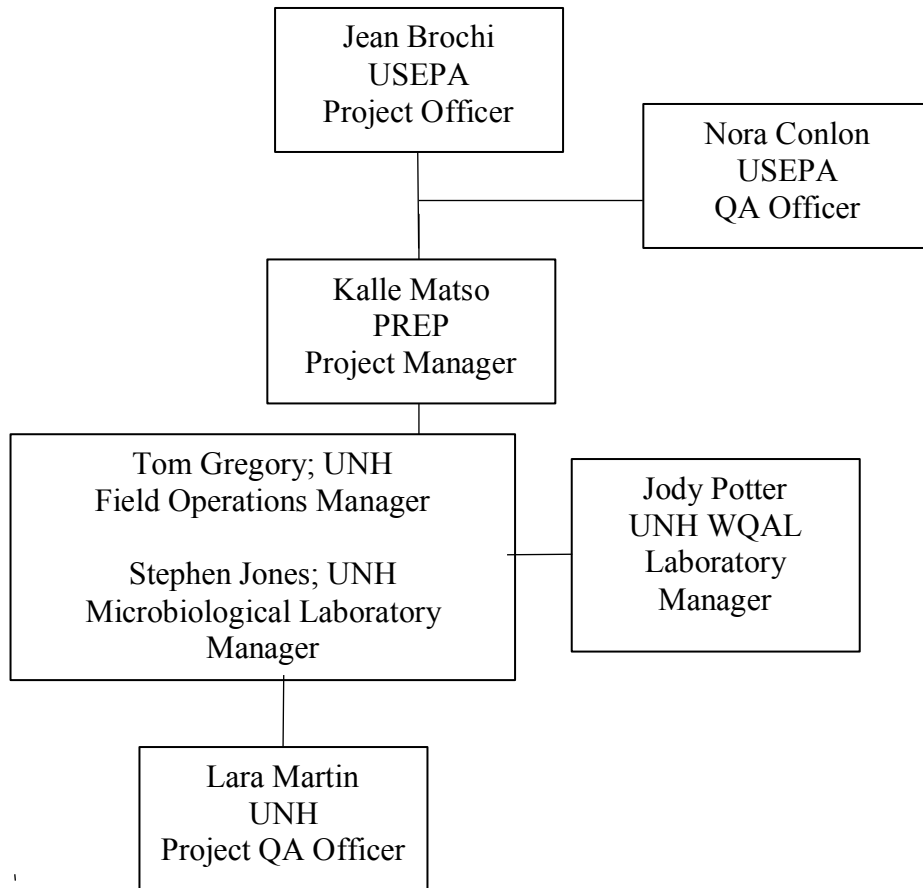 Jean Brochi
USEPA
Project Officer
Nora Conlon
USEPA
QA Officer
Kalle Matso
PREP
Project Manager
Tom Gregory; UNH
Field Operations Manager
Stephen Jones; UNH
Microbiological Laboratory
Manager
Jody Potter
UNH WQAL
Laboratory
Manager
Lara Martin
UNH
Project QA Officer